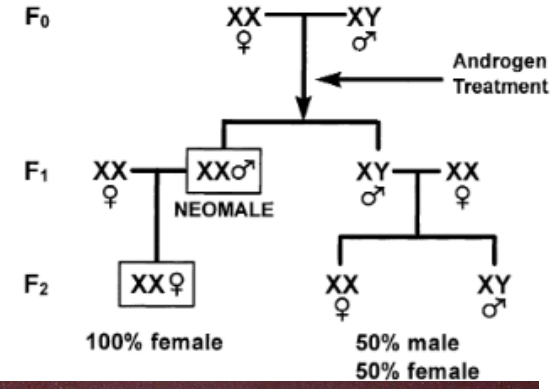 F₀ XX XY
♀ ♂
Androgen
Treatment
F₁ XX XX♂ XY XX
♀ NEOMALE ♂ ♀
F₂ XX♀ XX XY
♀ ♂
100% female 50% male
50% female